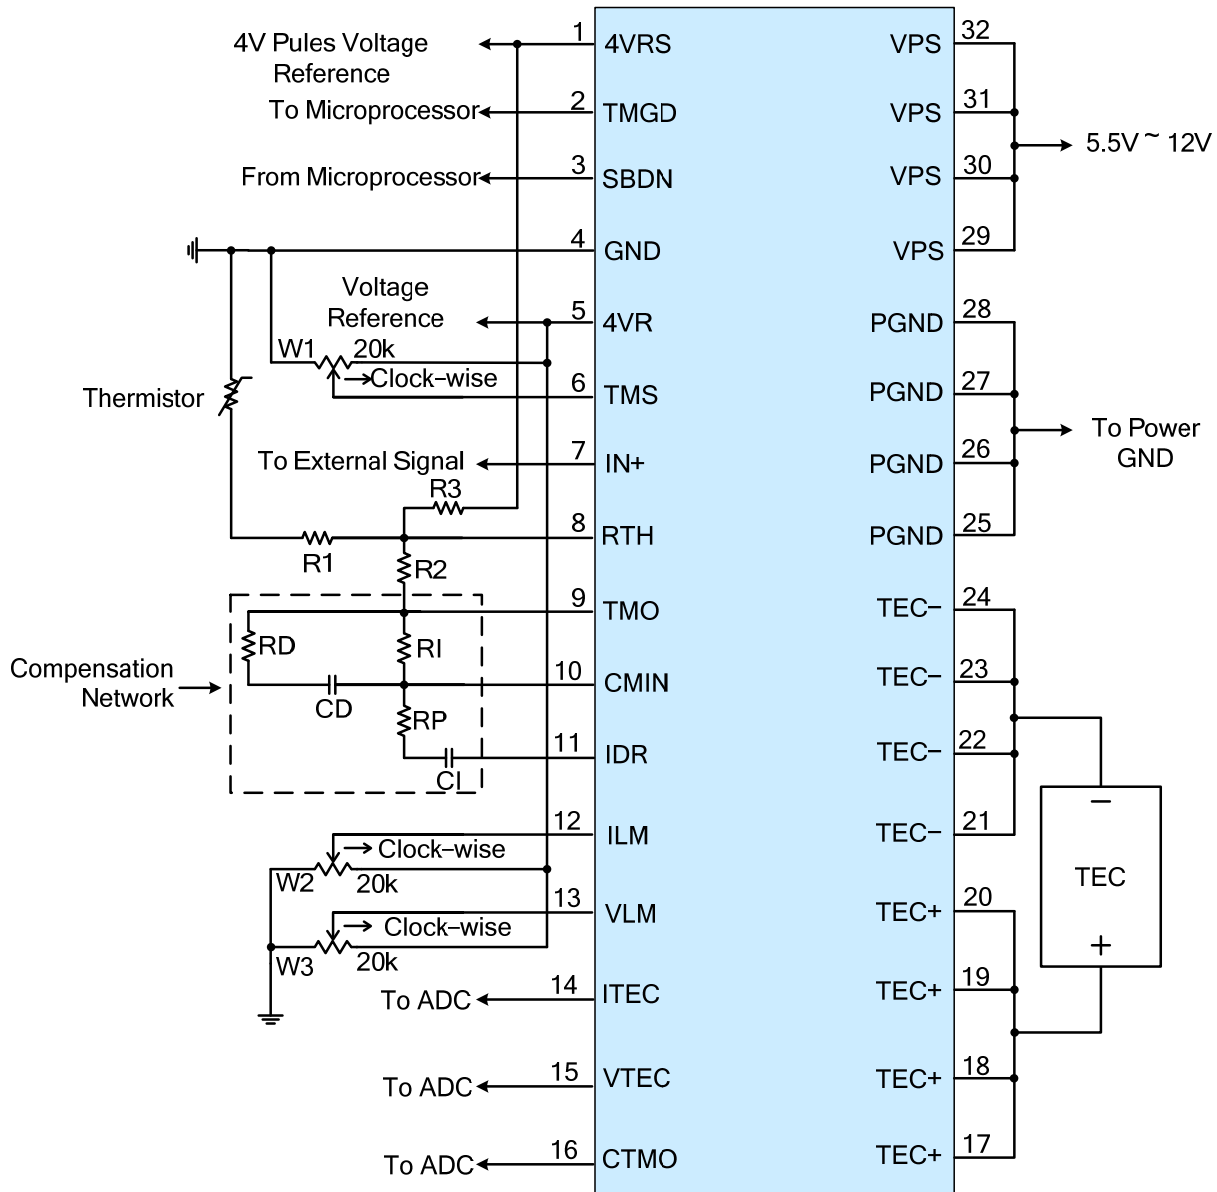 4V Pules Voltage
Reference
1
4VRS
To Microprocessor
2
TMGD
From Microprocessor
3
SBDN
4
GND
Voltage
Reference
5
4VR
W1
20k
Clock-wise
6
TMS
Thermistor
To External Signal
7
IN+
R3
8
RTH
R1
R2
9
TMO
RD
RI
Compensation
Network
10
CMIN
CD
RP
11
IDR
CI
12
ILM
Clock-wise
W2
20k
13
VLM
Clock-wise
W3
20k
To ADC
14
ITEC
To ADC
15
VTEC
To ADC
16
CTMO
VPS
32
VPS
31
5.5V ~ 12V
VPS
30
VPS
29
PGND
28
PGND
27
To Power
GND
PGND
26
PGND
25
TEC-
24
TEC-
23
TEC-
22
TEC-
21
−
TEC
+
TEC+
20
TEC+
19
TEC+
18
TEC+
17